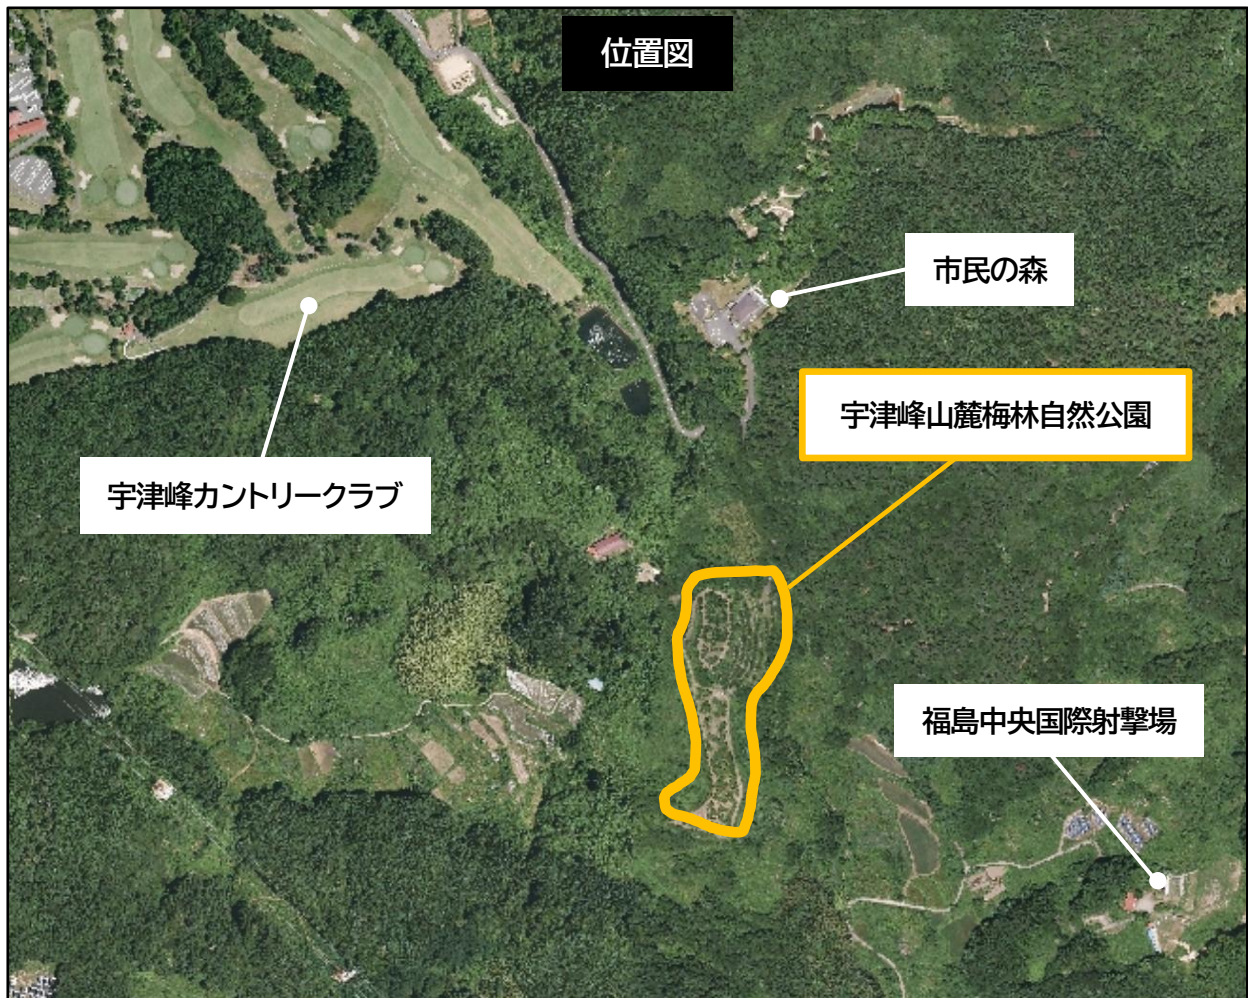 位置図
市民の森
宇津峰山麓梅林自然公園
宇津峰カントリークラブ
福島中央国際射撃場